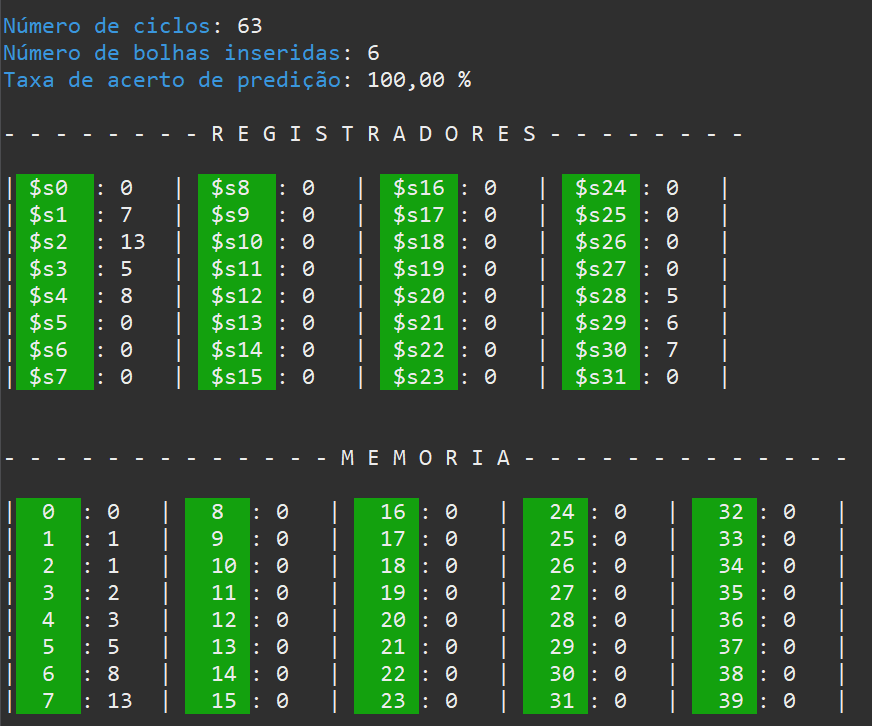 Número de ciclos: 63
Número de bolhas inseridas: 6
Taxa de acerto de predição: 100,00 %
- - - - - - - - R E G I S T R A D O R E S - - - - - - - -
| $s0 : 0 | $s8 : 0 | $s16 : 0 | $s24 : 0 |
| $s1 : 7 | $s9 : 0 | $s17 : 0 | $s25 : 0 |
| $s2 : 13 | $s10 : 0 | $s18 : 0 | $s26 : 0 |
| $s3 : 5 | $s11 : 0 | $s19 : 0 | $s27 : 0 |
| $s4 : 8 | $s12 : 0 | $s20 : 0 | $s28 : 5 |
| $s5 : 0 | $s13 : 0 | $s21 : 0 | $s29 : 6 |
| $s6 : 0 | $s14 : 0 | $s22 : 0 | $s30 : 7 |
| $s7 : 0 | $s15 : 0 | $s23 : 0 | $s31 : 0 |
- - - - - - - - - - - - - M E M O R I A - - - - - - - - - - - - -
| 0 : 0 | 8 : 0 | 16 : 0 | 24 : 0 | 32 : 0 |
| 1 : 1 | 9 : 0 | 17 : 0 | 25 : 0 | 33 : 0 |
| 2 : 1 | 10 : 0 | 18 : 0 | 26 : 0 | 34 : 0 |
| 3 : 2 | 11 : 0 | 19 : 0 | 27 : 0 | 35 : 0 |
| 4 : 3 | 12 : 0 | 20 : 0 | 28 : 0 | 36 : 0 |
| 5 : 5 | 13 : 0 | 21 : 0 | 29 : 0 | 37 : 0 |
| 6 : 8 | 14 : 0 | 22 : 0 | 30 : 0 | 38 : 0 |
| 7 : 13 | 15 : 0 | 23 : 0 | 31 : 0 | 39 : 0 |